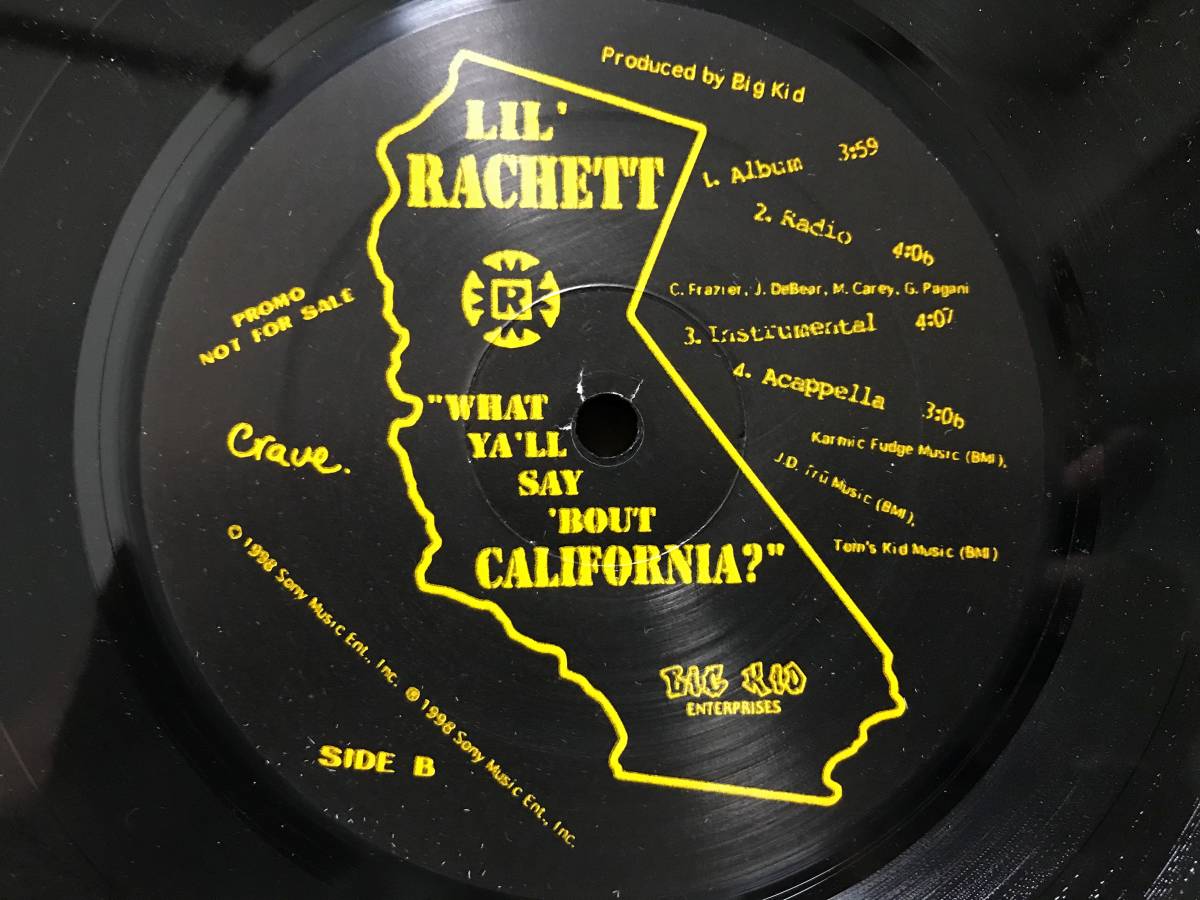 Produced by Big Kid
LIL'
RACHETT
R
1. Album 3:59
2. Radio 4:06
C. Frazier, J. DeBear, M. Carey, G. Pagani
3. Instrumental 4:07
4. Acappella 3:06
Karmic Fudge Music (BMI),
J.D. Tru Music (BMI),
Tom's Kid Music (BMI)
PROMO
NOT FOR SALE
Crave.
"WHAT
YA'LL
SAY
'BOUT
CALIFORNIA?"
BIG KID
ENTERPRISES
© 1998 Sony Music Ent., Inc. ℗ 1998 Sony Music Ent., Inc.
SIDE B